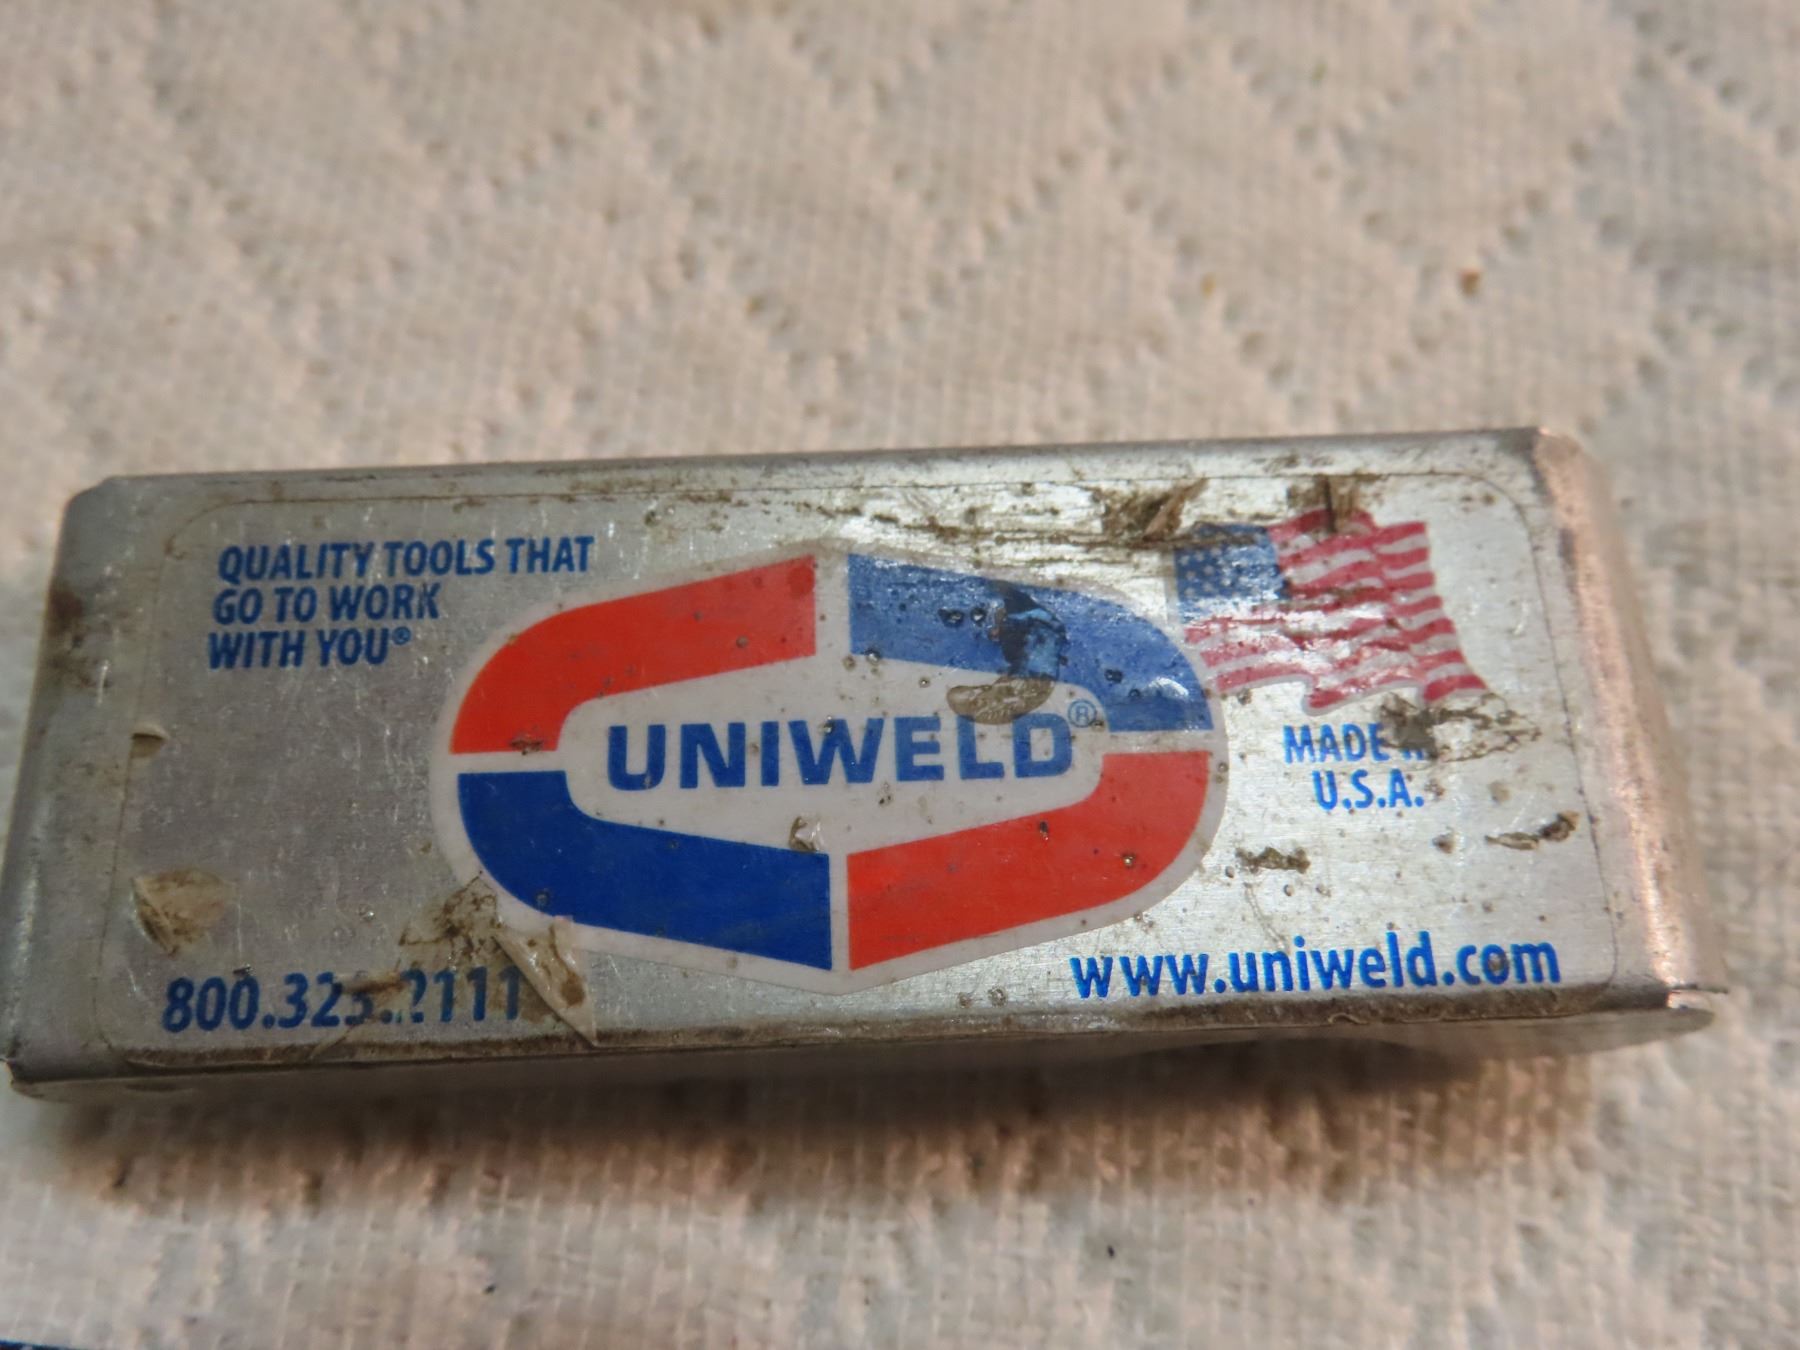 QUALITY TOOLS THAT
GO TO WORK
WITH YOU®
UNIWELD®
MADE
U.S.A.
www.uniweld.com